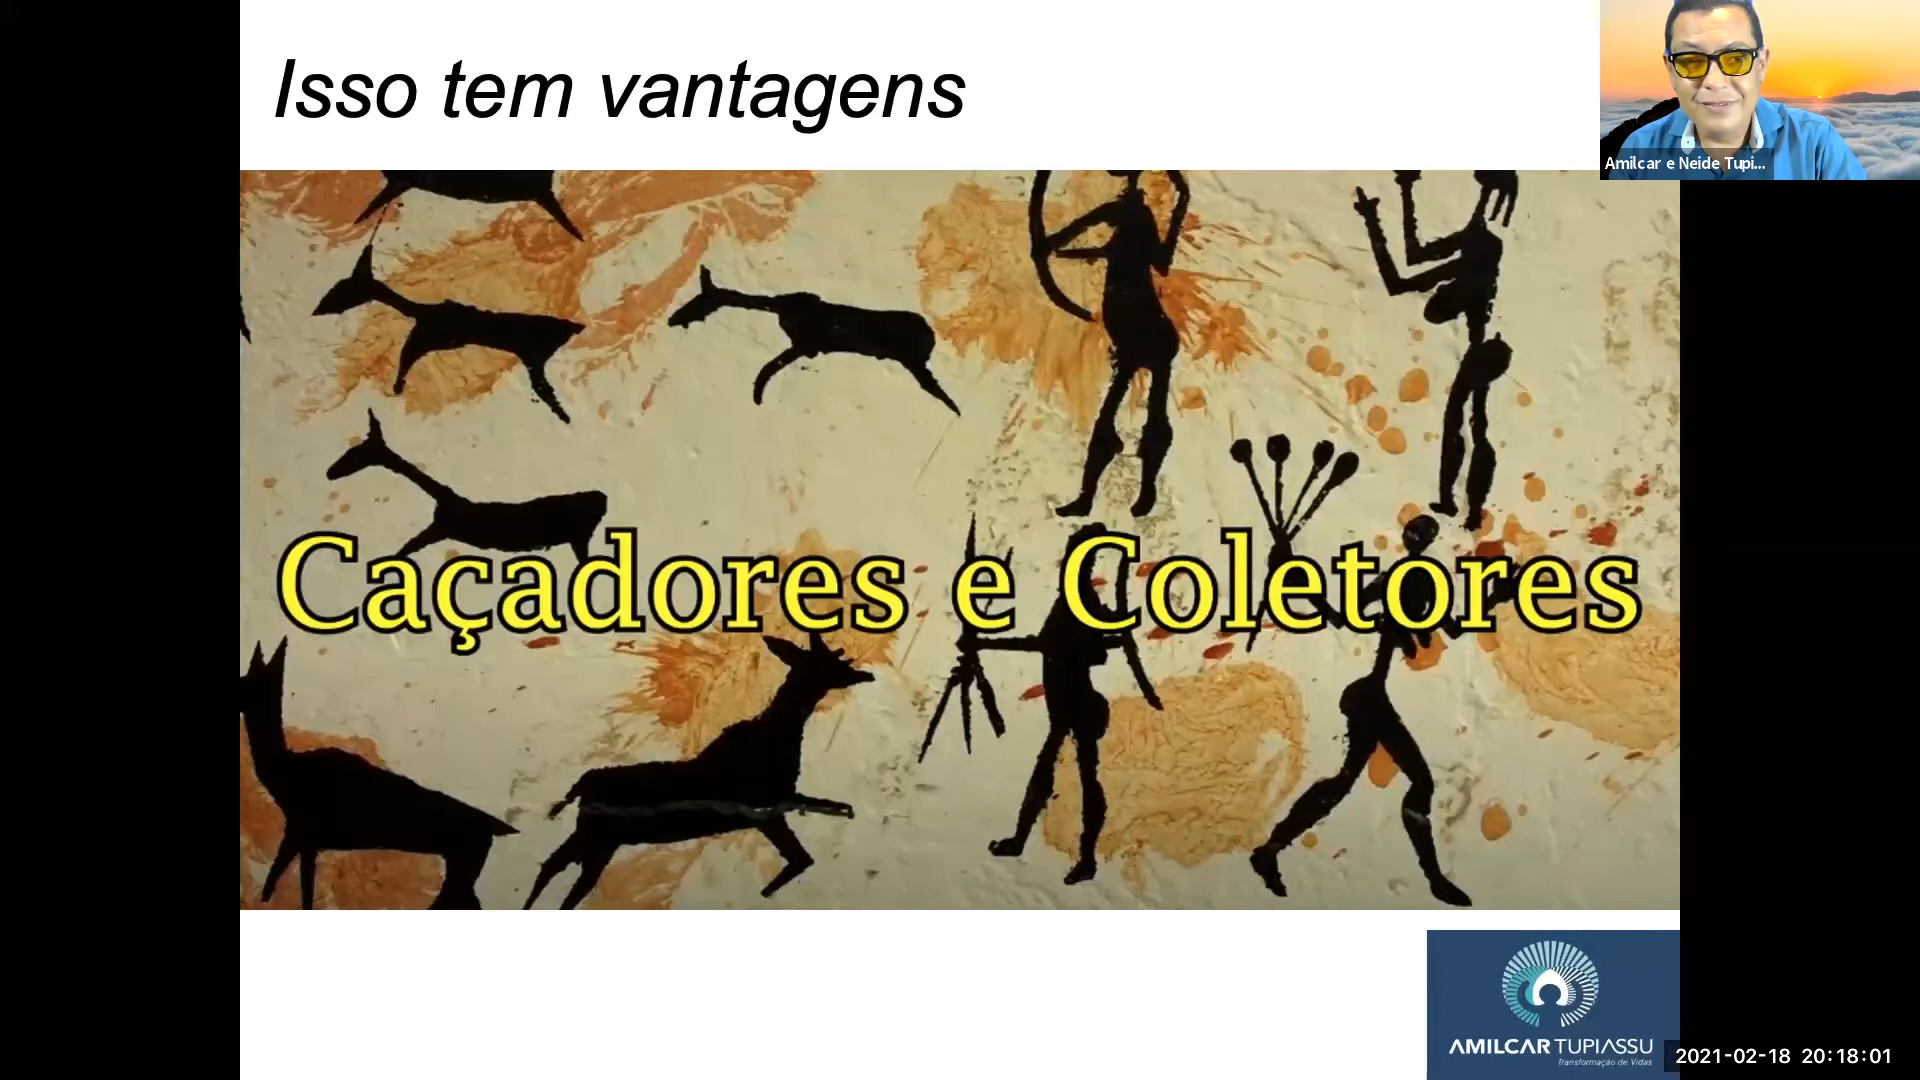 Isso tem vantagens
Amilcar e Neide Tupi...
Caçadores e Coletores
AMILCAR TUPIASSU
Transformação de Vidas
2021-02-18 20:18:01